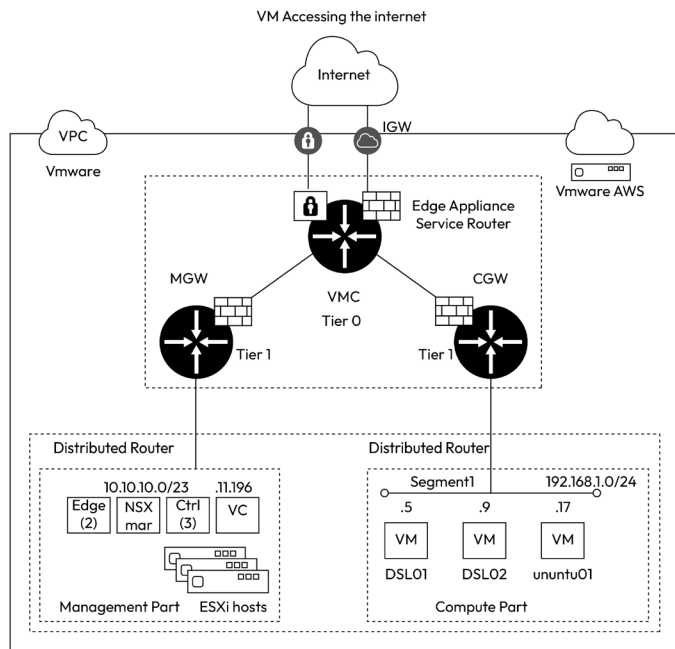 VM Accessing the internet
Internet
IGW
VPC
Vmware
Vmware AWS
Edge Appliance
Service Router
MGW
CGW
VMC
Tier 0
Tier 1
Tier 1
Distributed Router
Distributed Router
10.10.10.0/23
.11.196
Edge
(2)
NSX
mar
Ctrl
(3)
VC
Management Part
ESXi hosts
Segment1
192.168.1.0/24
.5
.9
.17
VM
VM
VM
DSL01
DSL02
ununtu01
Compute Part